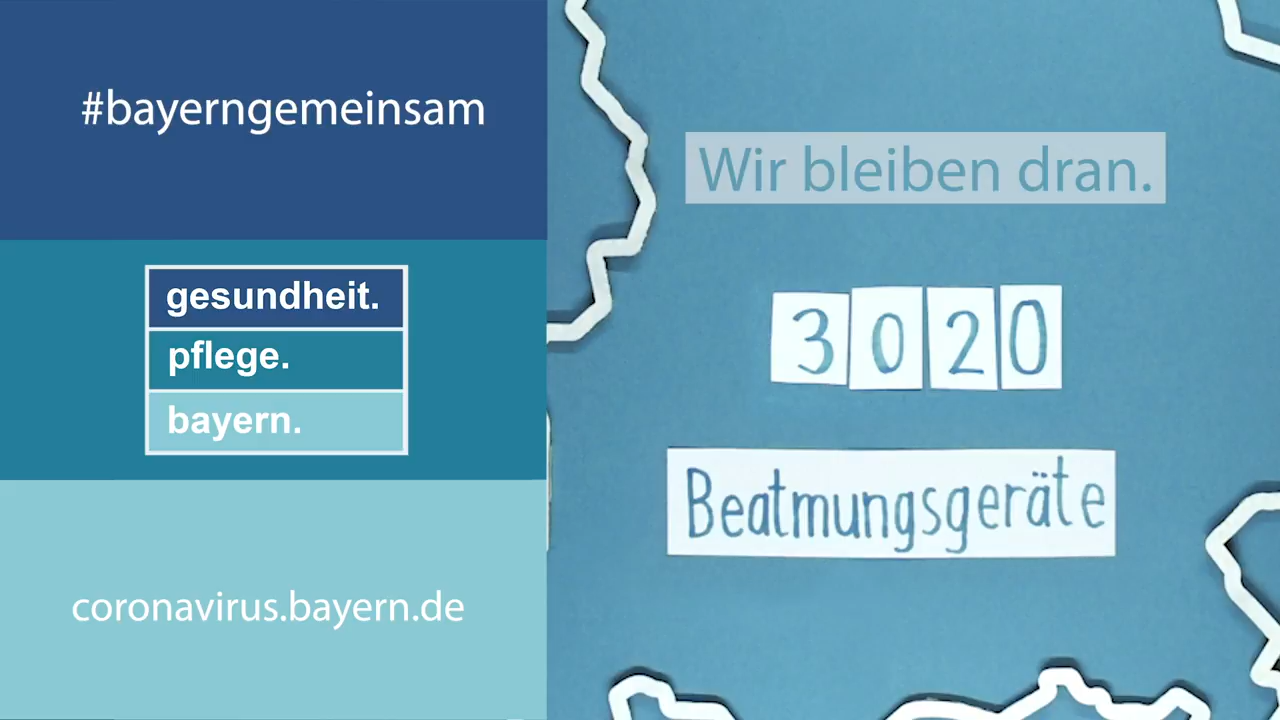 #bayerngemeinsam
gesundheit.
pflege.
bayern.
coronavirus.bayern.de
Wir bleiben dran.
3020
Beatmungsgeräte